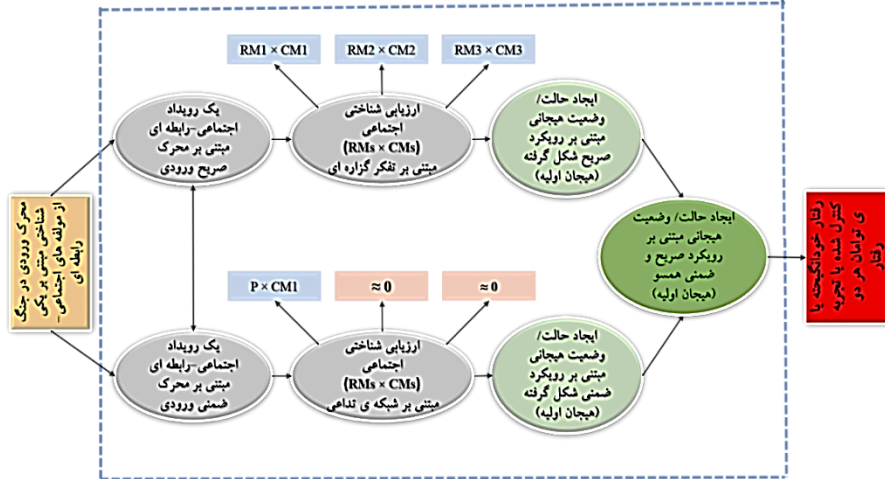 RM1 × CM1
RM2 × CM2
RM3 × CM3
یک رویداد
اجتماعی-رابطه ای
مبتنی بر محرک
صریح ورودی
ارزیابی شناختی
اجتماعی
(RMs × CMs)
مبتنی بر تفکر گزاره ای
ایجاد حالت/
وضعیت هیجانی
مبتنی بر رویکرد
صریح شکل گرفته
(هیجان اولیه)
محرک ورودی در جنگ
شناختی مبتنی بر یکی
از مولفه های اجتماعی-
رابطه ای
ایجاد حالت/ وضعیت
هیجانی مبتنی بر
رویکرد صریح و
ضمنی همسو
(هیجان اولیه)
رفتار خودانگیخته یا
کنترل شده یا تجربه
ی توامان هر دو
رفتار
P × CM1
≈ 0
≈ 0
یک رویداد
اجتماعی-رابطه ای
مبتنی بر محرک
ضمنی ورودی
ارزیابی شناختی
اجتماعی
(RMs × CMs)
مبتنی بر شبکه ی تداعی
ایجاد حالت/
وضعیت هیجانی
مبتنی بر رویکرد
ضمنی شکل گرفته
(هیجان اولیه)